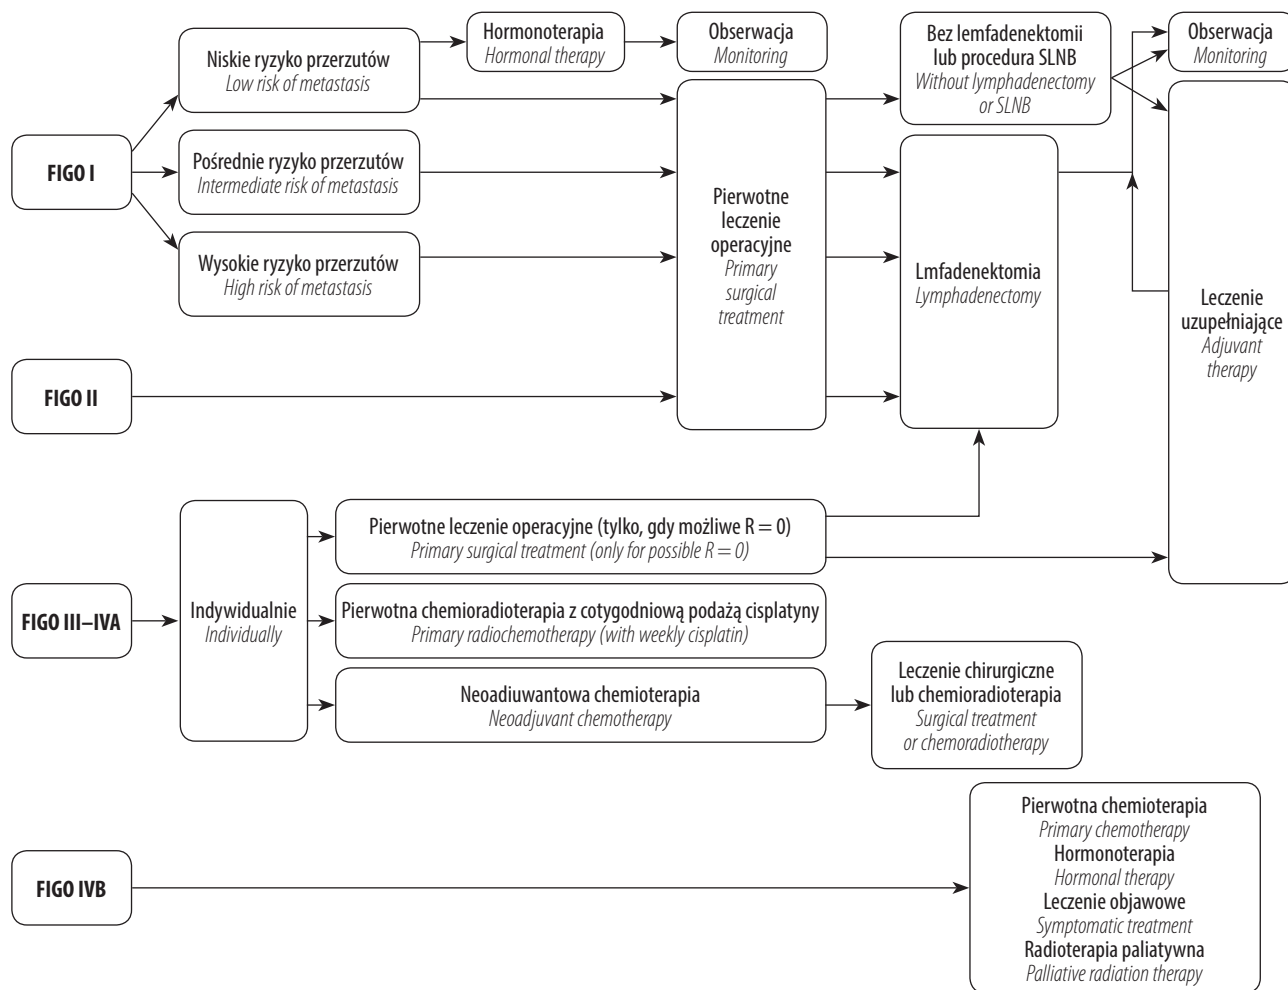 FIGO I
Niskie ryzyko przerzutów
Low risk of metastasis
Hormonoterapia
Hormonal therapy
Obserwacja
Monitoring
Bez lemfadenektomii
lub procedura SLNB
Without lymphadenectomy
or SLNB
Obserwacja
Monitoring
Pośrednie ryzyko przerzutów
Intermediate risk of metastasis
Wysokie ryzyko przerzutów
High risk of metastasis
Pierwotne
leczenie
operacyjne
Primary
surgical
treatment
Lmfadenektomia
Lymphadenectomy
Leczenie
uzupełniające
Adjuvant
therapy
FIGO II
FIGO III–IVA
Indywidualnie
Individually
Pierwotne leczenie operacyjne (tylko, gdy możliwe R = 0)
Primary surgical treatment (only for possible R = 0)
Pierwotna chemioradioterapia z cotygodniową podażą cisplatyny
Primary radiochemotherapy (with weekly cisplatin)
Neoadiuwantowa chemioterapia
Neoadjuvant chemotherapy
Leczenie chirurgiczne
lub chemioradioterapia
Surgical treatment
or chemoradiotherapy
FIGO IVB
Pierwotna chemioterapia
Primary chemotherapy
Hormonoterapia
Hormonal therapy
Leczenie objawowe
Symptomatic treatment
Radioterapia paliatywna
Palliative radiation therapy